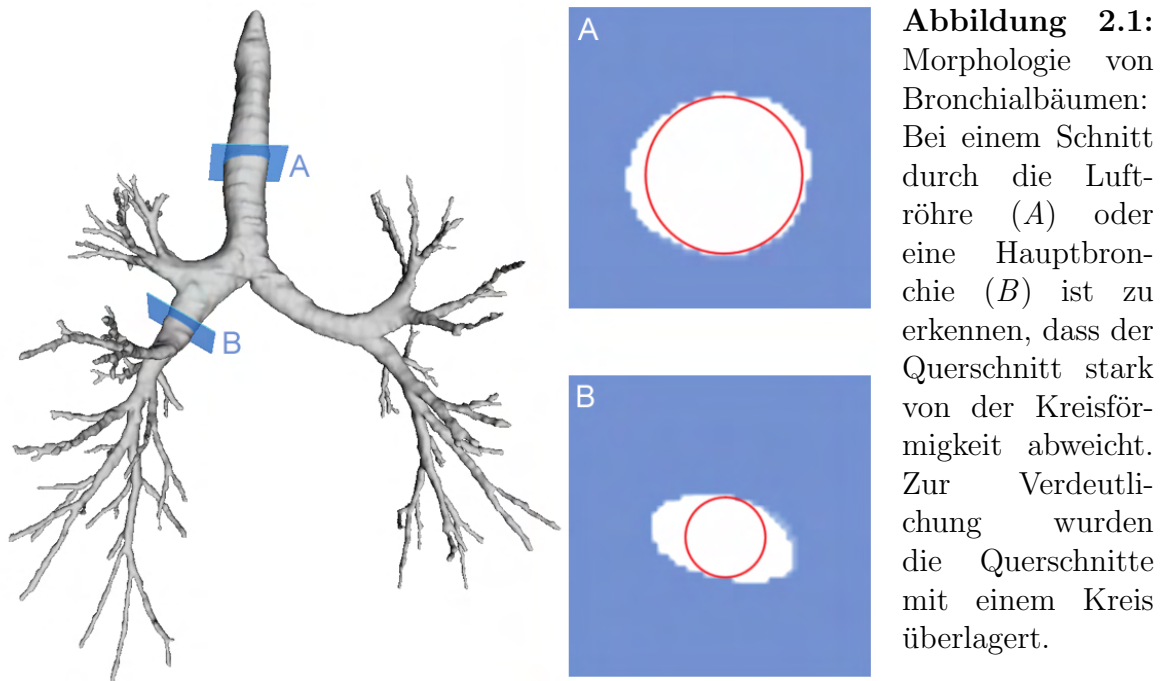 A
B
A
B
Abbildung 2.1:
Morphologie von
Bronchialbäumen:
Bei einem Schnitt
durch die Luft-
röhre (A) oder
eine Hauptbron-
chie (B) ist zu
erkennen, dass der
Querschnitt stark
von der Kreisför-
migkeit abweicht.
Zur Verdeutli-
chung wurden
die Querschnitte
mit einem Kreis
überlagert.